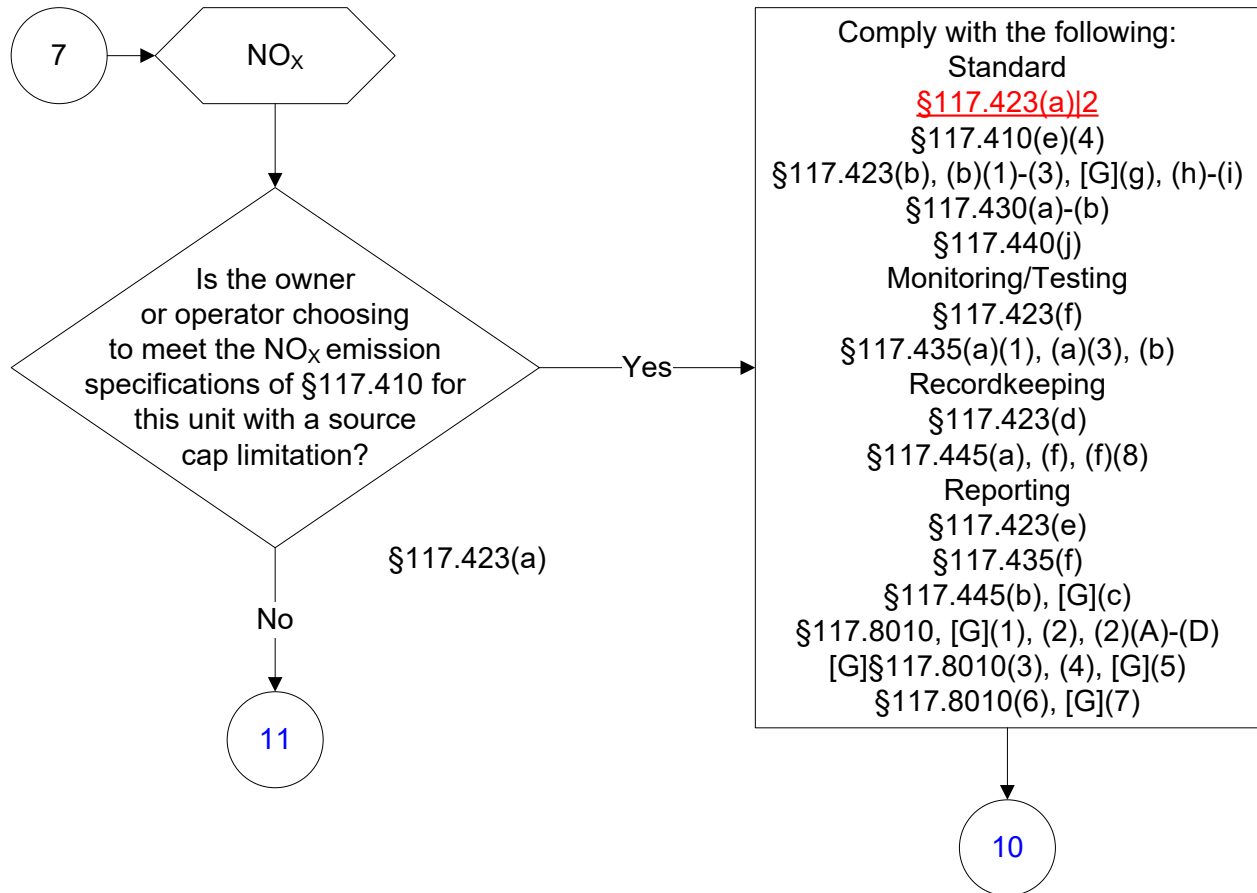 7
NOX
Is the owner
or operator choosing
to meet the NOX emission
specifications of §117.410 for
this unit with a source
cap limitation?
Yes
§117.423(a)
No
11
Comply with the following:
Standard
§117.423(a)|2
§117.410(e)(4)
§117.423(b), (b)(1)-(3), [G](g), (h)-(i)
§117.430(a)-(b)
§117.440(j)
Monitoring/Testing
§117.423(f)
§117.435(a)(1), (a)(3), (b)
Recordkeeping
§117.423(d)
§117.445(a), (f), (f)(8)
Reporting
§117.423(e)
§117.435(f)
§117.445(b), [G](c)
§117.8010, [G](1), (2), (2)(A)-(D)
[G]§117.8010(3), (4), [G](5)
§117.8010(6), [G](7)
10